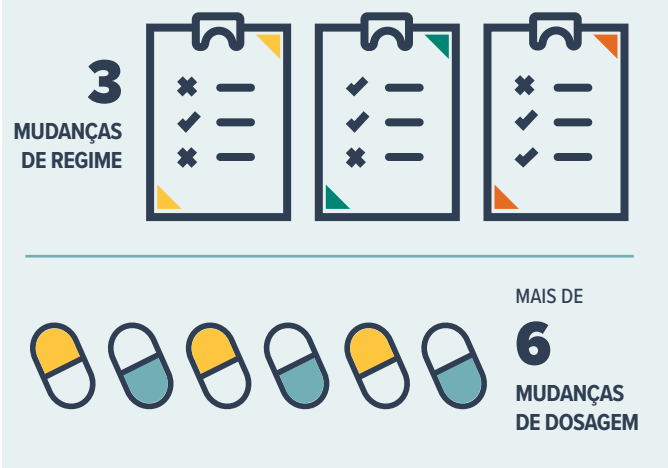 3
MUDANÇAS
DE REGIME
MAIS DE
6
MUDANÇAS
DE DOSAGEM